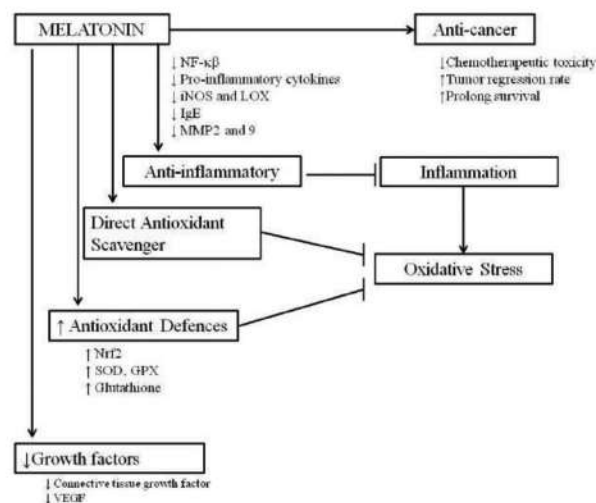 MELATONIN
Anti-cancer
↓ NF-κβ
↓ Pro-inflammatory cytokines
↓ iNOS and LOX
↓ IgE
↓ MMP2 and 9
↓Chemotherapeutic toxicity
↑Tumor regression rate
↑Prolong survival
Anti-inflammatory
Inflammation
Direct Antioxidant
Scavenger
Oxidative Stress
↑ Antioxidant Defences
↑ Nrf2
↑ SOD, GPX
↑ Glutathione
↓Growth factors
↓ Connective tissue growth factor
↓ VEGF